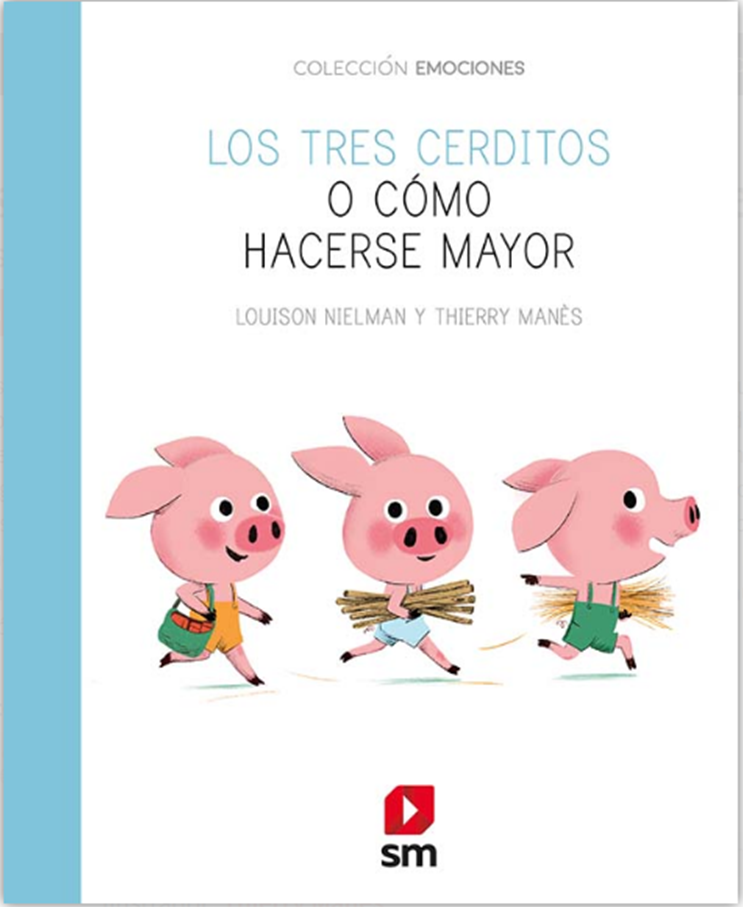 COLECCIÓN EMOCIONES
LOS TRES CERDITOS
O CÓMO
HACERSE MAYOR
LOUISON NIELMAN Y THIERRY MANÈS
sm